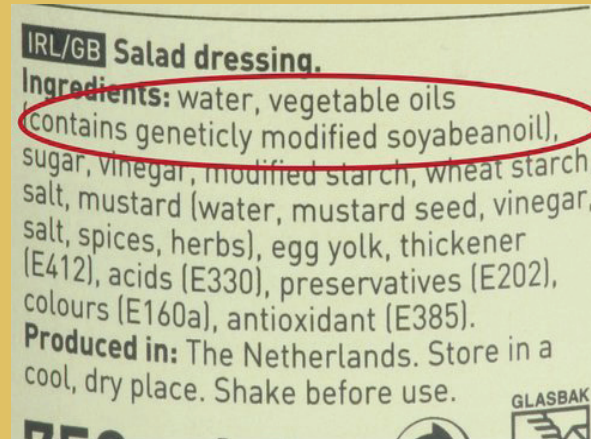 IRL/GB Salad dressing.
Ingredients: water, vegetable oils
(contains geneticly modified soyabeanoil),
sugar, vinegar, modified starch, wheat starch
salt, mustard (water, mustard seed, vinegar,
salt, spices, herbs), egg yolk, thickener
(E412), acids (E330), preservatives (E202),
colours (E160a), antioxidant (E385).
Produced in: The Netherlands. Store in a
cool, dry place. Shake before use.
GLASBAK